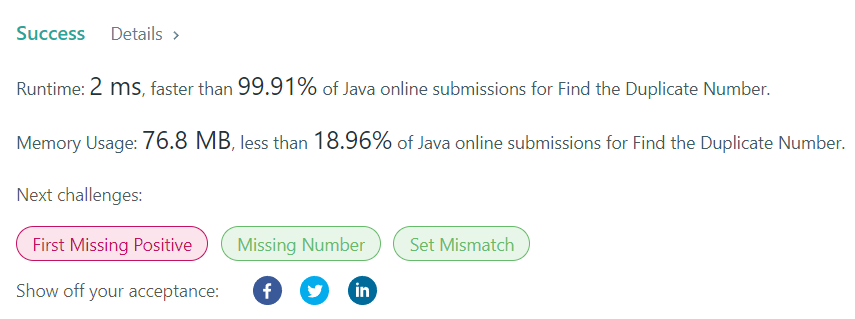 Success Details >
Runtime: 2 ms, faster than 99.91% of Java online submissions for Find the Duplicate Number.
Memory Usage: 76.8 MB, less than 18.96% of Java online submissions for Find the Duplicate Number.
Next challenges:
First Missing Positive Missing Number Set Mismatch
Show off your acceptance: f in